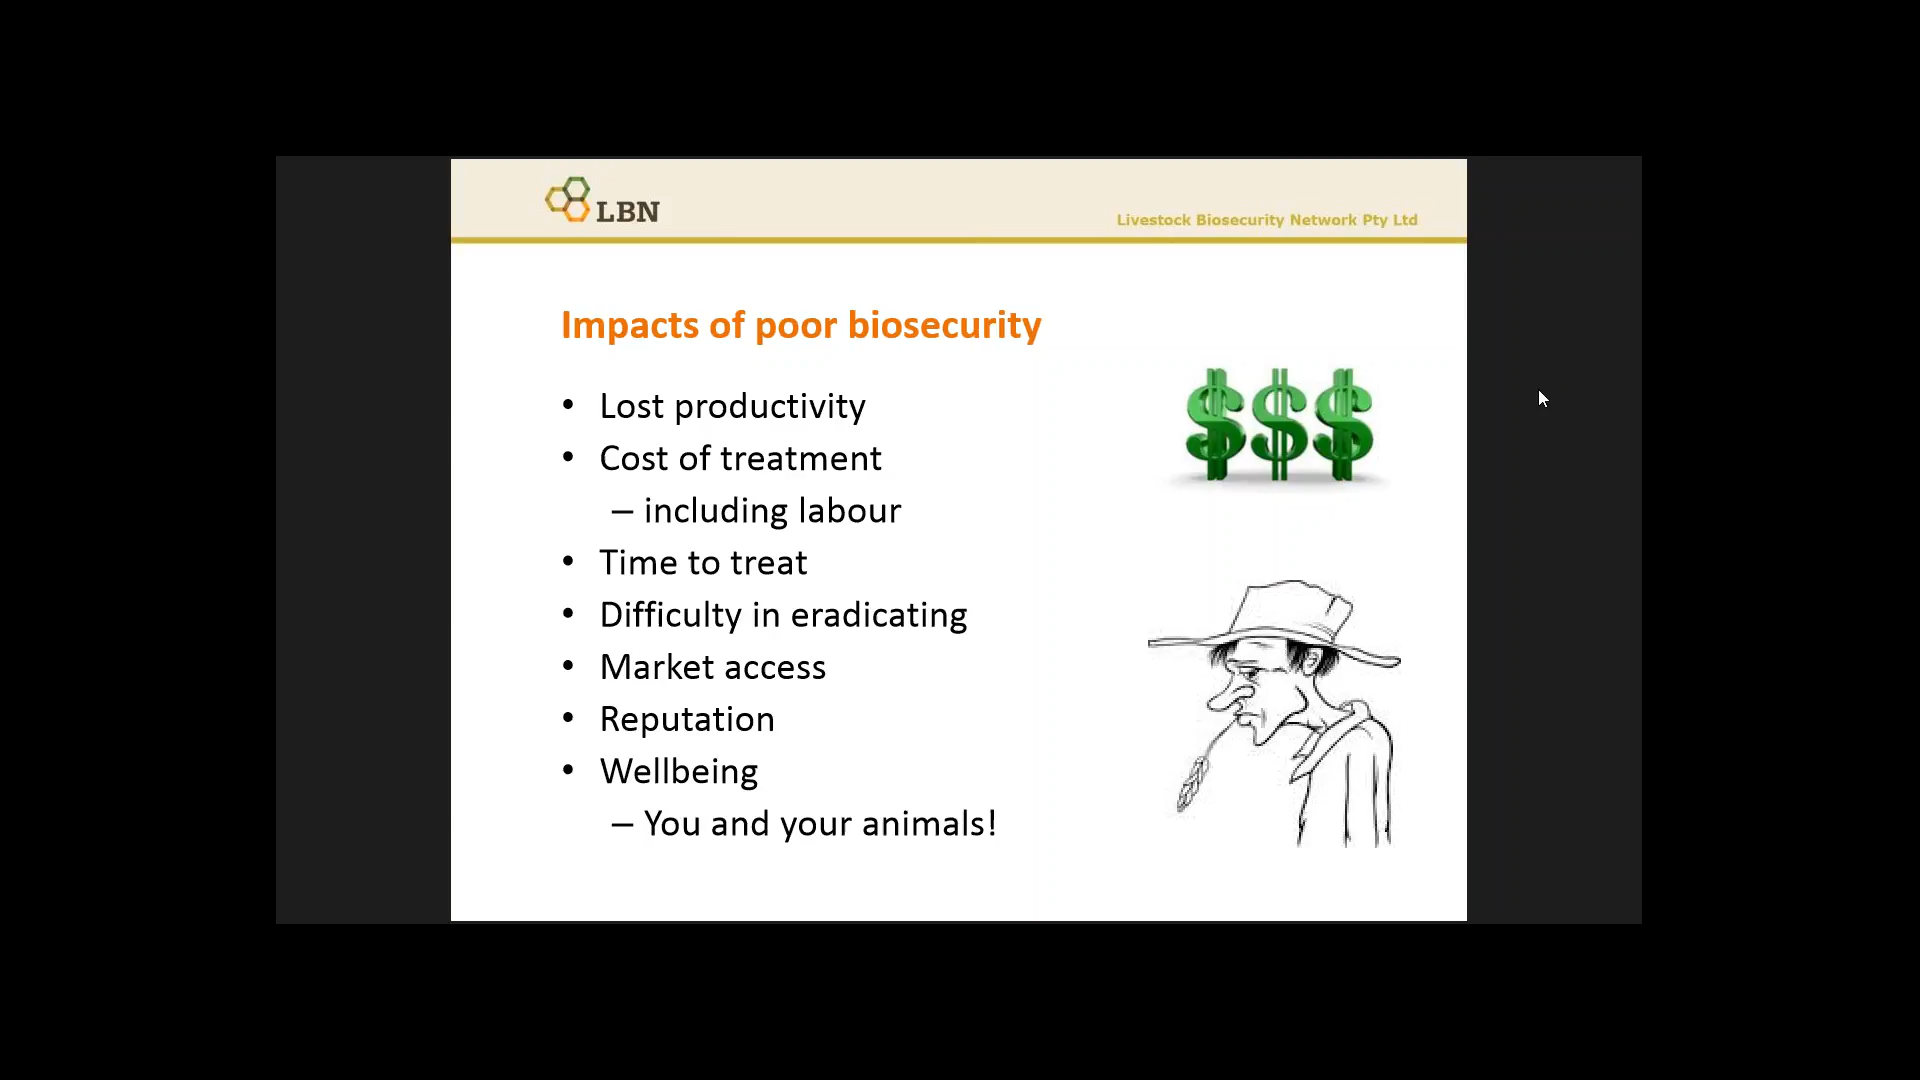 LBN
Livestock Biosecurity Network Pty Ltd
Impacts of poor biosecurity
• Lost productivity
• Cost of treatment
– including labour
• Time to treat
• Difficulty in eradicating
• Market access
• Reputation
• Wellbeing
– You and your animals!
$$$